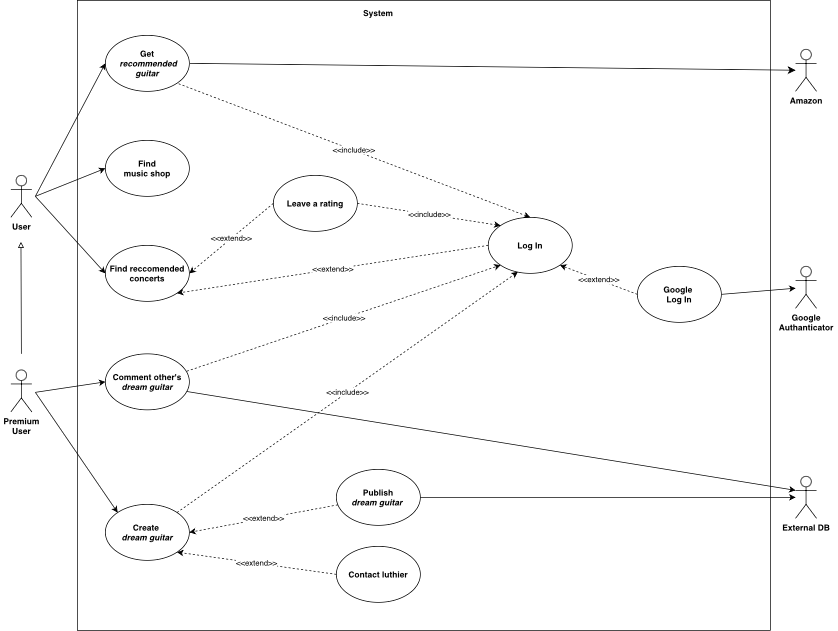 System
Get
recommended
guitar
Amazon
<<include>>
Find
music shop
Leave a rating
<<include>>
User
<<extend>>
Log In
Find reccomended
concerts
<<extend>>
<<extend>>
Google
Log In
Google
Authanticator
<<include>>
Comment other's
dream guitar
<<include>>
Premium
User
Publish
dream guitar
<<extend>>
External DB
Create
dream guitar
<<extend>>
Contact luthier